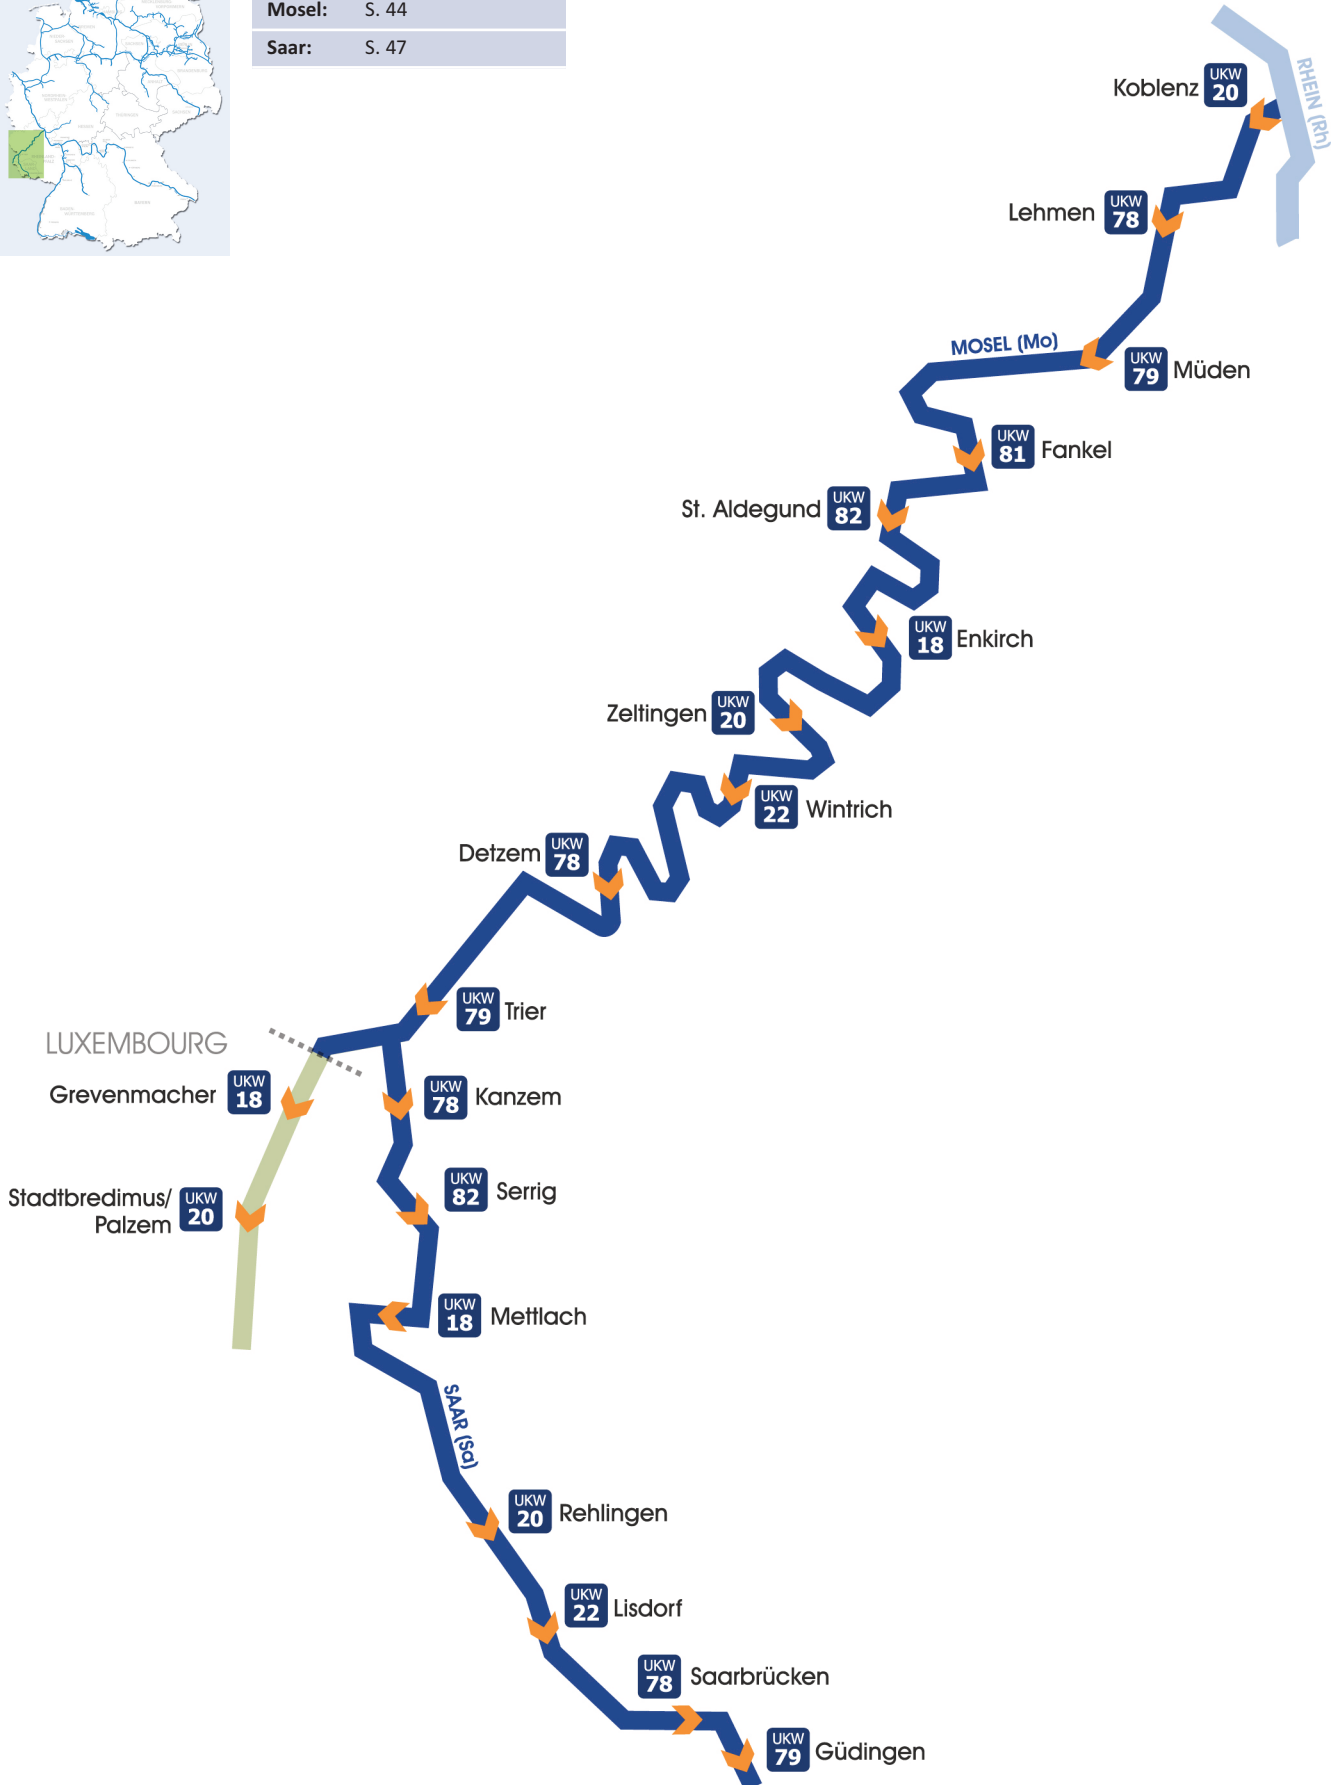 Mosel: S. 44
Saar: S. 47
RHEIN (Rh)
Koblenz UKW 20
Lehmen UKW 78
MOSEL (Mo)
UKW 79 Müden
UKW 81 Fankel
St. Aldegund UKW 82
UKW 18 Enkirch
Zeltingen UKW 20
UKW 22 Wintrich
Detzem UKW 78
UKW 79 Trier
LUXEMBOURG
Grevenmacher UKW 18
UKW 78 Kanzem
Stadtbredimus/
Palzem UKW 20
UKW 82 Serrig
UKW 18 Mettlach
SAAR (Sa)
UKW 20 Rehlingen
UKW 22 Lisdorf
UKW 78 Saarbrücken
UKW 79 Güdingen